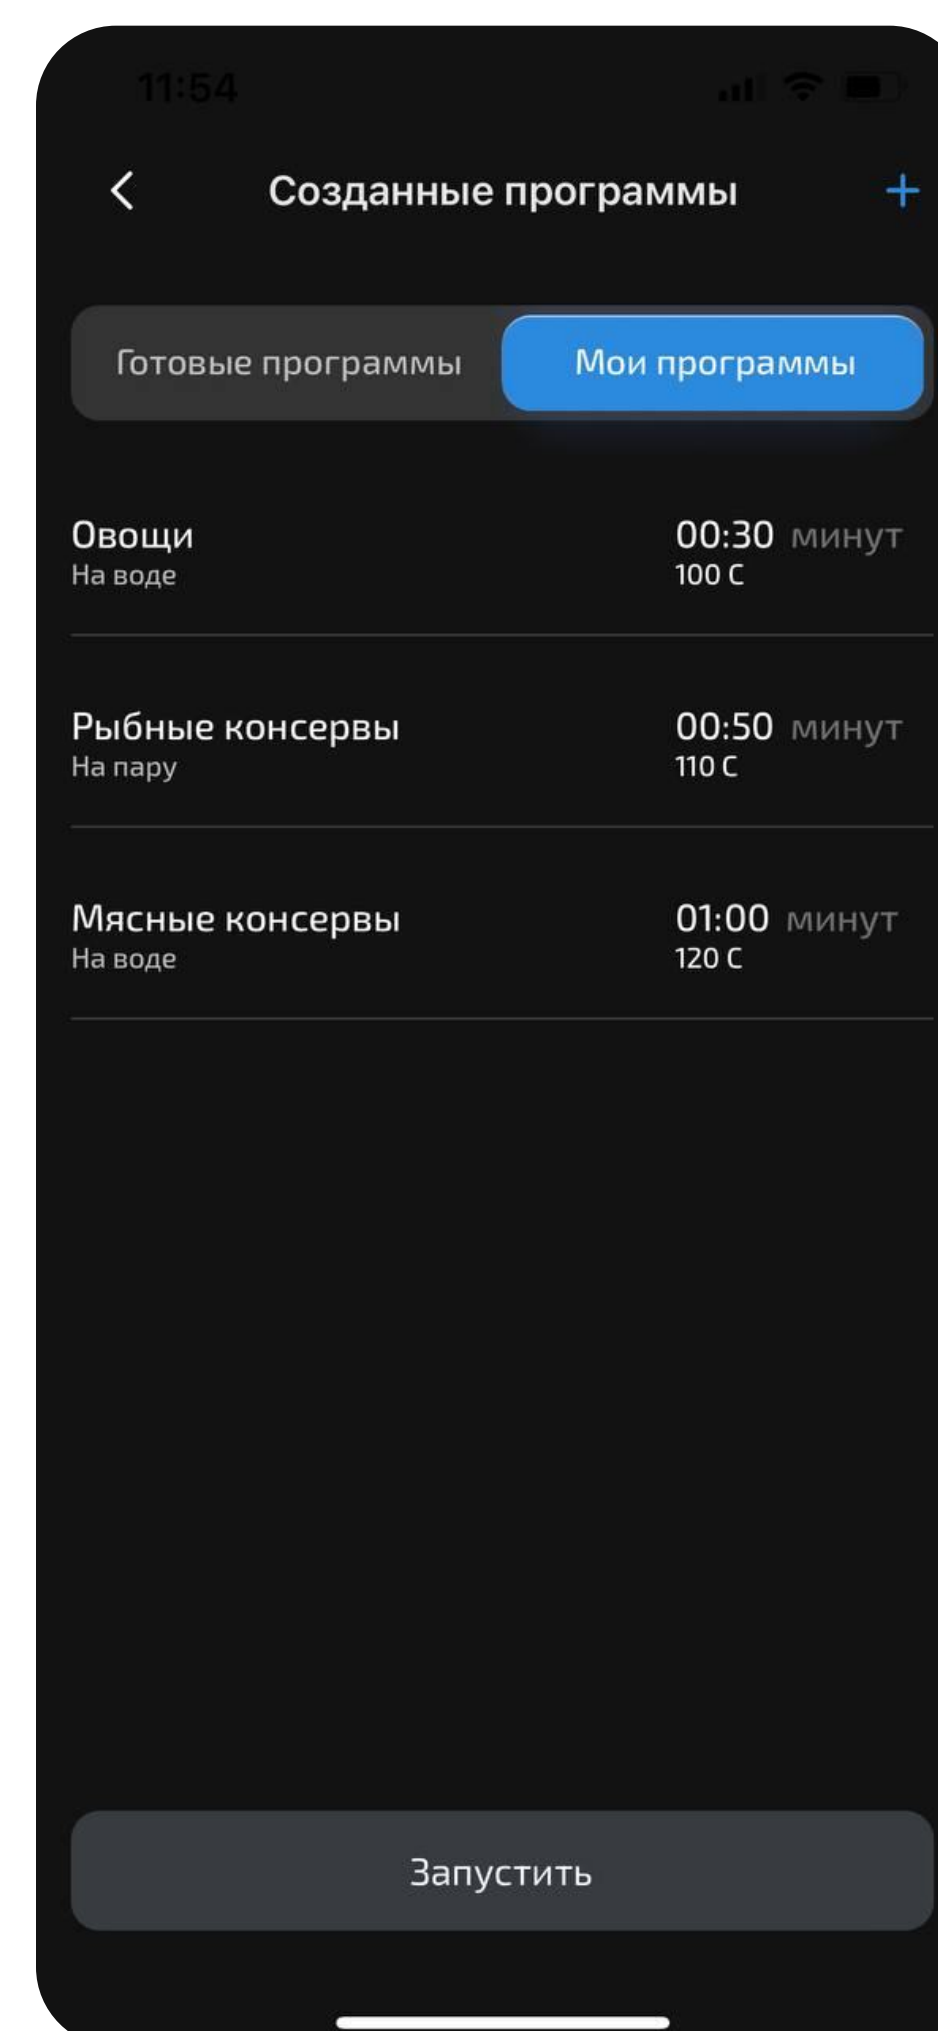 11:54
Созданные программы +
Готовые программы Мои программы
Овощи 00:30 минут
На воде 100 C
Рыбные консервы 00:50 минут
На пару 110 C
Мясные консервы 01:00 минут
На воде 120 C
Запустить